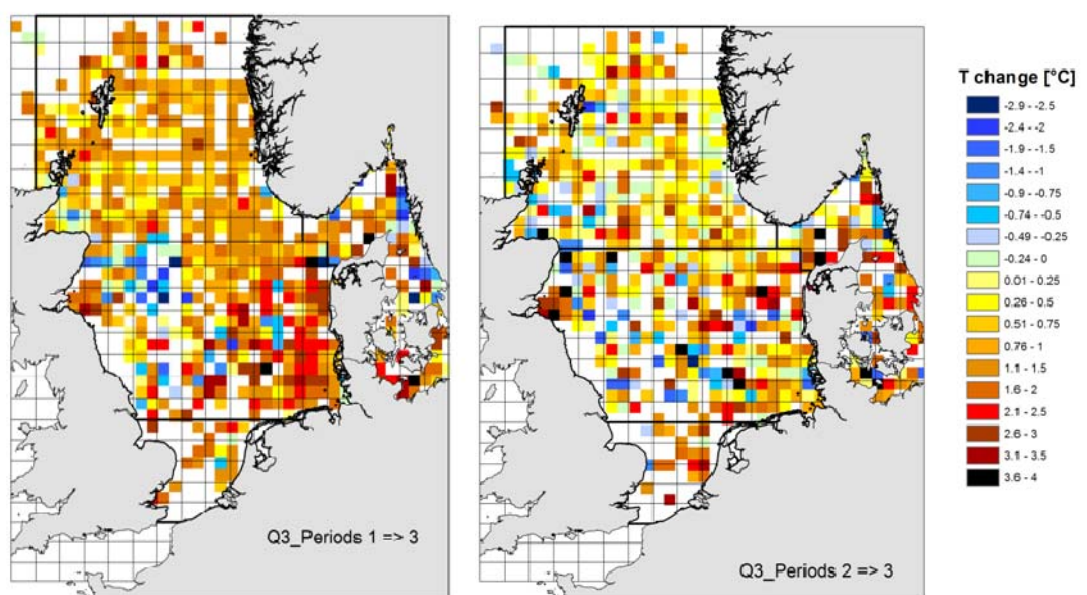 T change [°C]
-2.9 - -2.5
-2.4 - -2
-1.9 - -1.5
-1.4 - -1
-0.9 - -0.75
-0.74 - -0.5
-0.49 - -0.25
-0.24 - 0
0.01 - 0.25
0.26 - 0.5
0.51 - 0.75
0.76 - 1
1.1 - 1.5
1.6 - 2
2.1 - 2.5
2.6 - 3
3.1 - 3.5
3.6 - 4
Q3_Periods 1 => 3
Q3_Periods 2 => 3